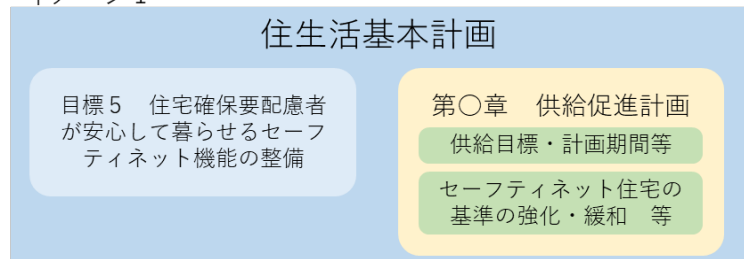 住生活基本計画
目標5　住宅確保要配慮者
が安心して暮らせるセーフ
ティネット機能の整備
第○章　供給促進計画
供給目標・計画期間等
セーフティネット住宅の
基準の強化・緩和　等